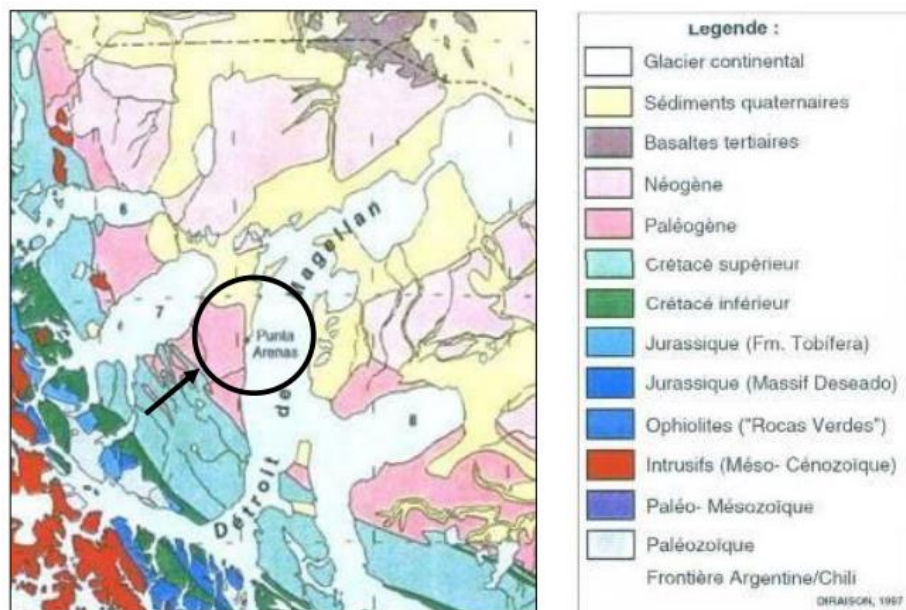 6
7
Magellan
Punta
Arenas
de
8
Détroit
Legende :
Glacier continental
Sédiments quaternaires
Basaltes tertiaires
Néogène
Paléogène
Crétacé supérieur
Crétacé inférieur
Jurassique (Fm. Tobífera)
Jurassique (Massif Deseado)
Ophiolites ("Rocas Verdes")
Intrusifs (Méso- Cénozoïque)
Paléo- Mésozoïque
Paléozoïque
Frontière Argentine/Chili
DIRAISON, 1997